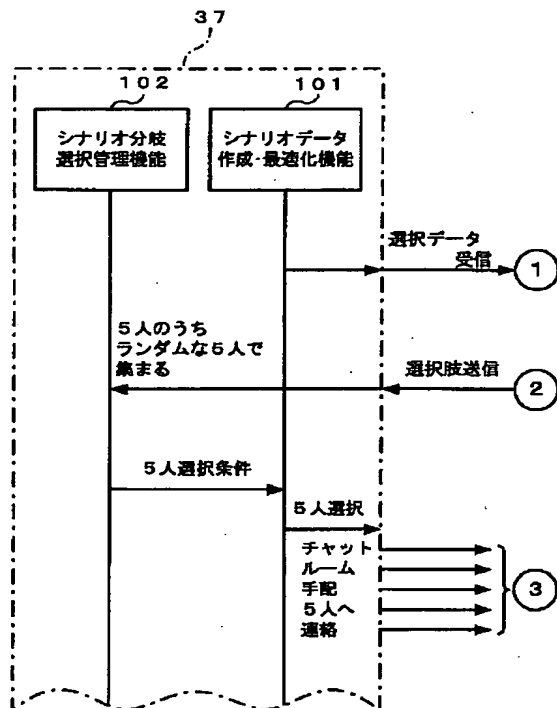 37
102
101
シナリオ分岐
選択管理機能
シナリオデータ
作成・最適化機能
選択データ
受信
1
5人のうち
ランダムな5人で
集まる
選択肢送信
2
5人選択条件
5人選択
チャット
ルーム
手配
5人へ
連絡
3